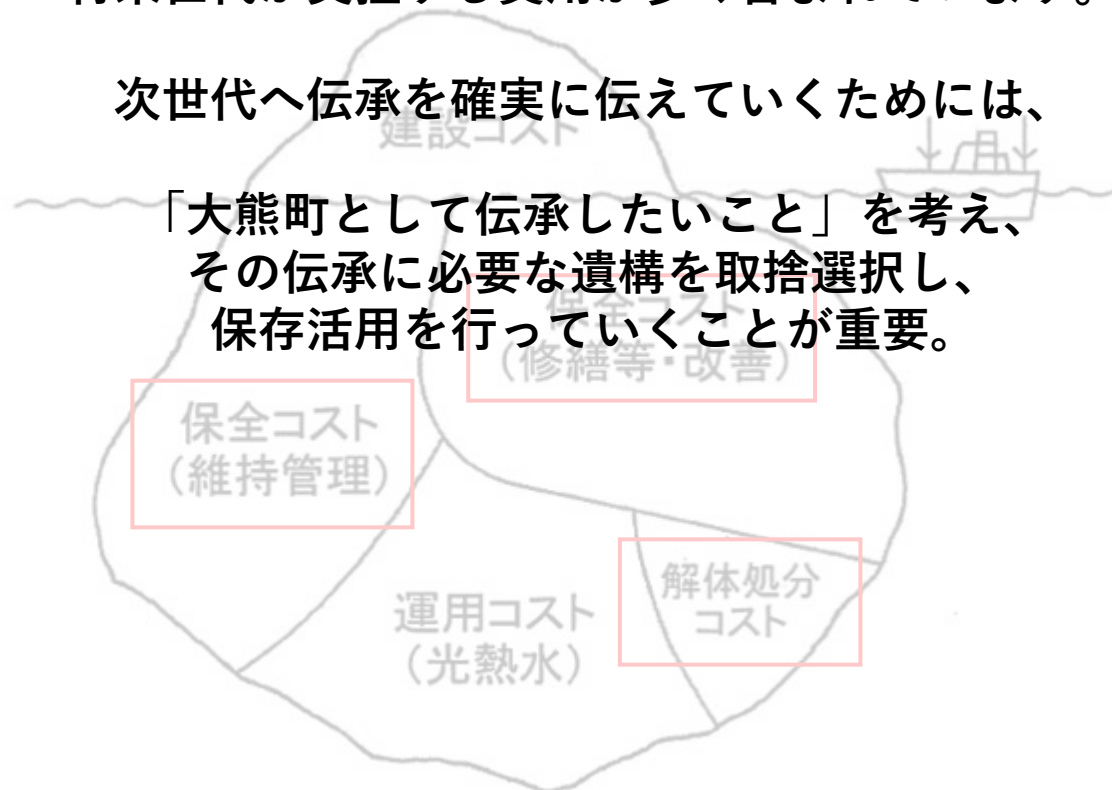 次世代へ伝承を確実に伝えていくためには、
建設コスト
「大熊町として伝承したいこと」を考え、
その伝承に必要な遺構を取捨選択し、
保存活用を行っていくことが重要。
保全コスト
(修繕等・改善)
保全コスト
(維持管理)
運用コスト
(光熱水)
解体処分
コスト